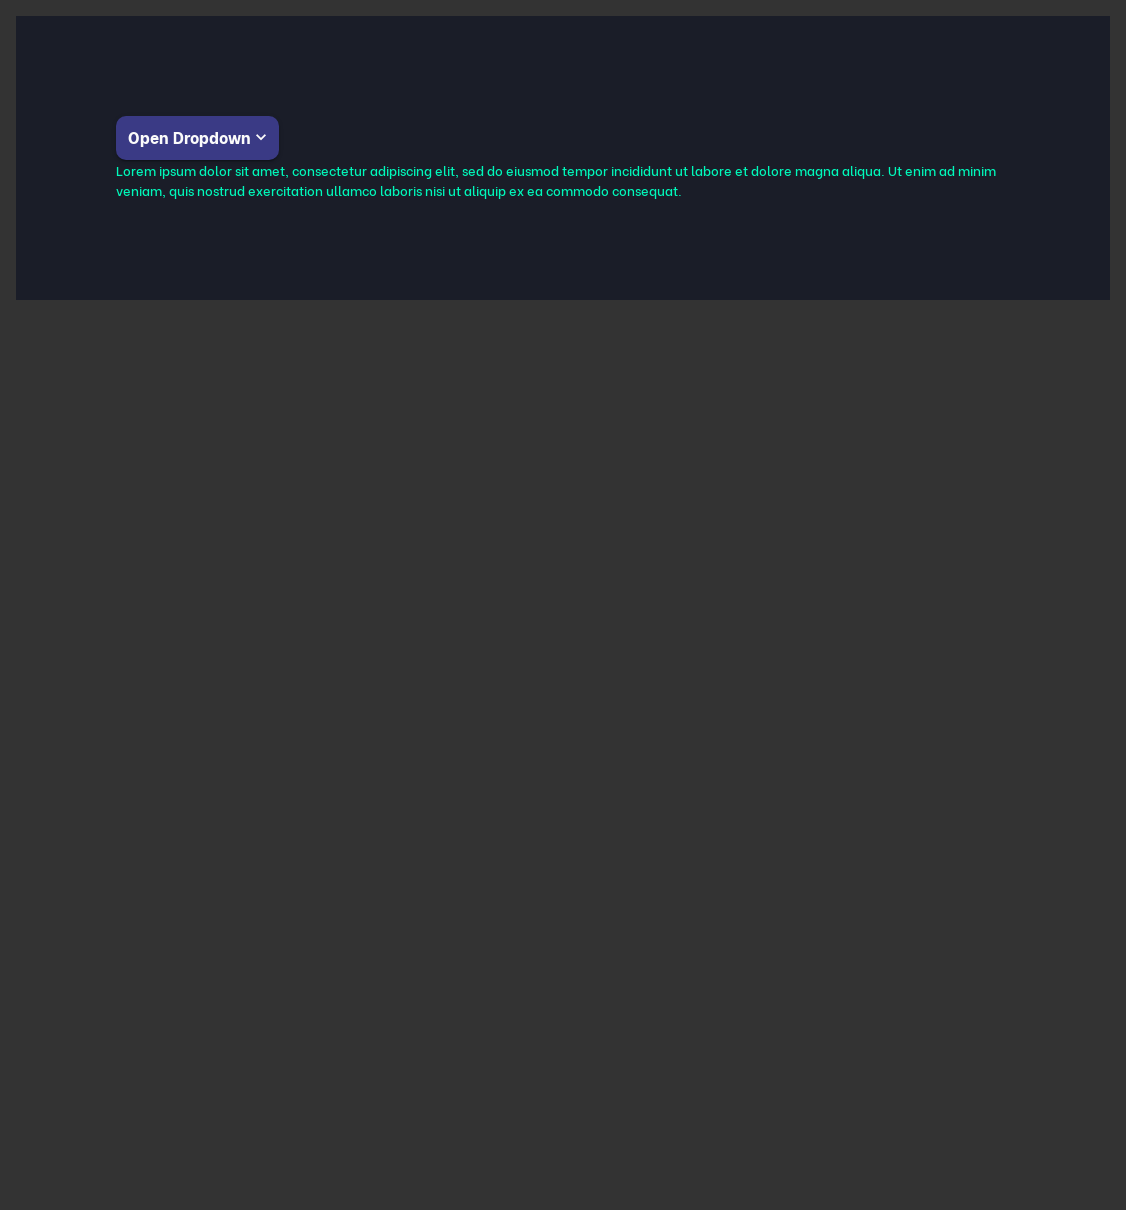 Open Dropdown
Lorem ipsum dolor sit amet, consectetur adipiscing elit, sed do eiusmod tempor incididunt ut labore et dolore magna aliqua. Ut enim ad minim
veniam, quis nostrud exercitation ullamco laboris nisi ut aliquip ex ea commodo consequat.